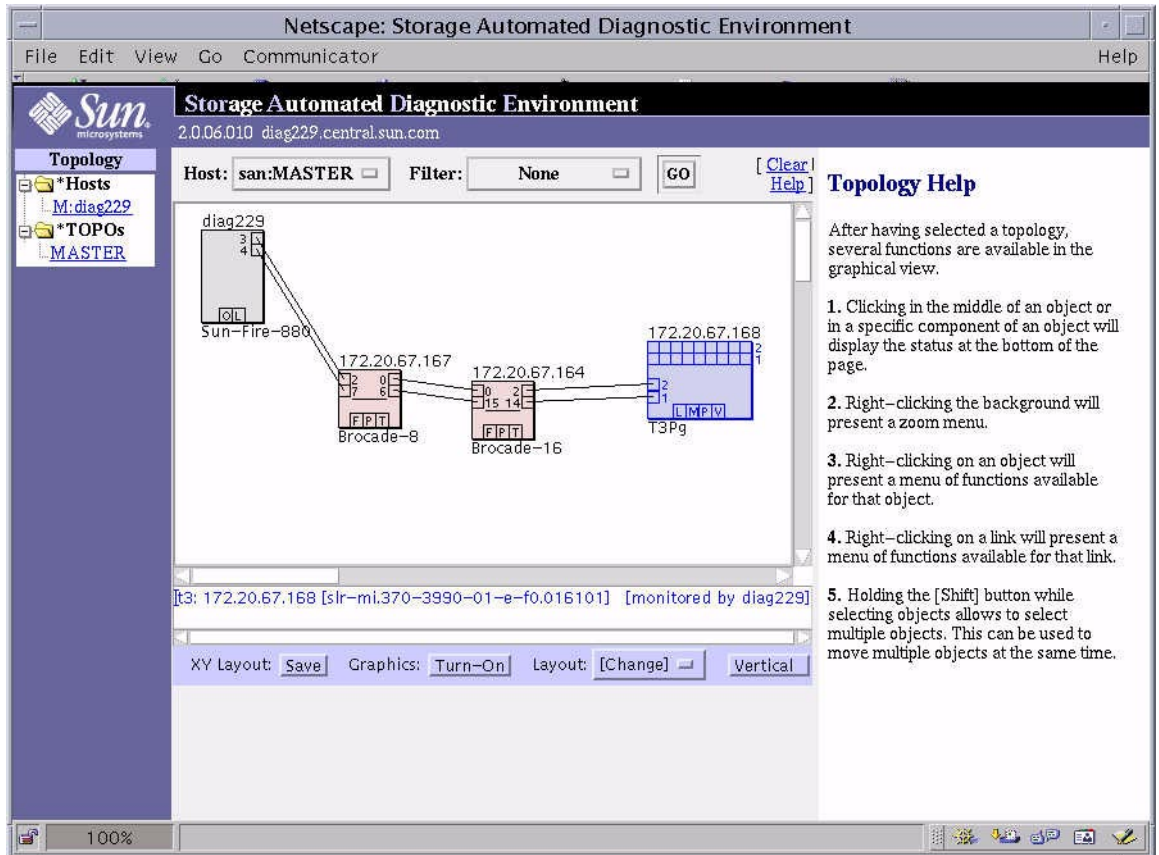 Netscape: Storage Automated Diagnostic Environment
File Edit View Go Communicator Help
Sun microsystems
Storage Automated Diagnostic Environment
2.0.06.010 diag229.central.sun.com
Topology
*Hosts
M:diag229
*TOPOs
MASTER
Host: san:MASTER Filter: None GO [ Clear |
Help ]
diag229
3
4
O L
Sun-Fire-880
172.20.67.167
2 0
7 6
F P T
Brocade-8
172.20.67.164
0 2
15 14
F P T
Brocade-16
172.20.67.168
2
1
2
1
L M P V
T3Pg
t3: 172.20.67.168 [slr-mi.370-3990-01-e-f0.016101] [monitored by diag229]
XY Layout: Save Graphics: Turn-On Layout: [Change] Vertical
Topology Help
After having selected a topology,
several functions are available in the
graphical view.
1. Clicking in the middle of an object or
in a specific component of an object will
display the status at the bottom of the
page.
2. Right-clicking the background will
present a zoom menu.
3. Right-clicking on an object will
present a menu of functions available
for that object.
4. Right-clicking on a link will present a
menu of functions available for that link.
5. Holding the [Shift] button while
selecting objects allows to select
multiple objects. This can be used to
move multiple objects at the same time.
100%